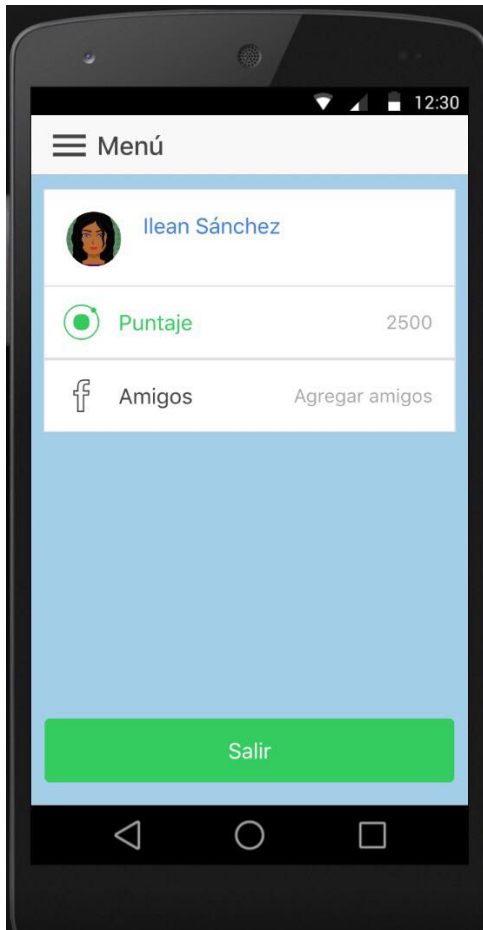 12:30
Menú
Ilean Sánchez
Puntaje 2500
Amigos Agregar amigos
Salir